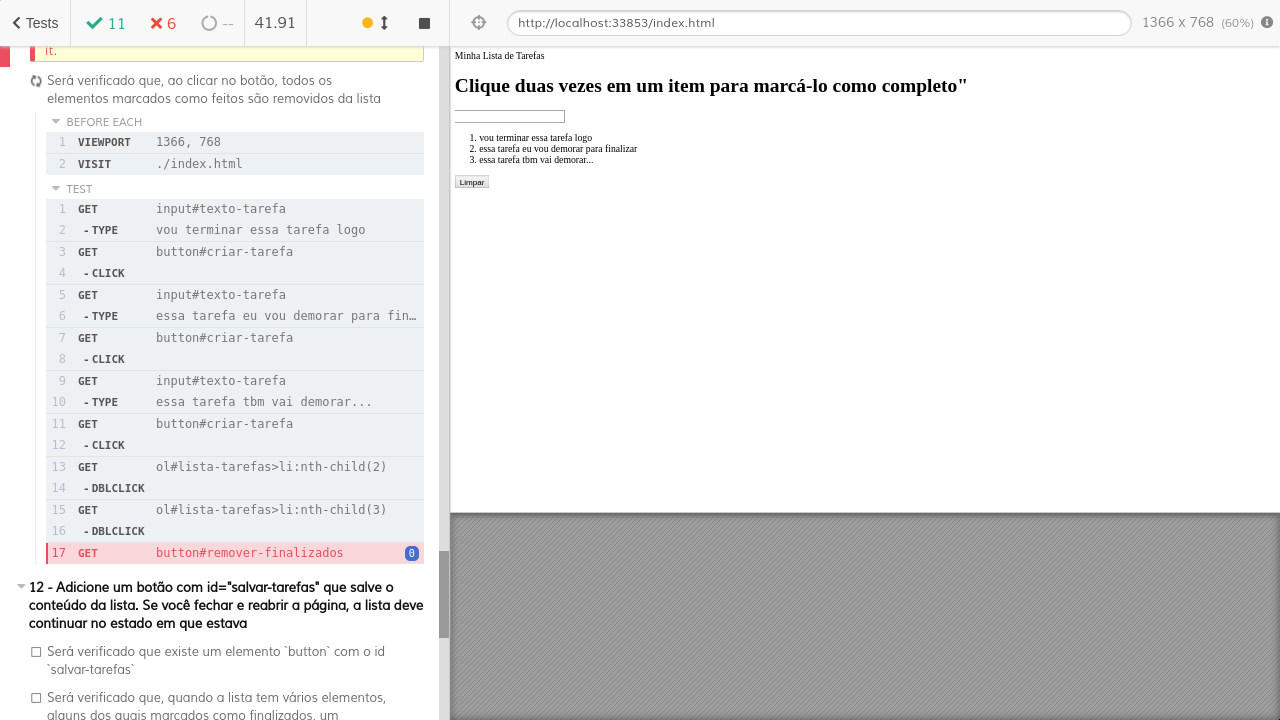 Tests
11
6
--
41.91
http://localhost:33853/index.html
1366 x 768 (60%)
it.
Será verificado que, ao clicar no botão, todos os
elementos marcados como feitos são removidos da lista
BEFORE EACH
1 VIEWPORT 1366, 768
2 VISIT ./index.html
TEST
1 GET input#texto-tarefa
2 -TYPE vou terminar essa tarefa logo
3 GET button#criar-tarefa
4 -CLICK
5 GET input#texto-tarefa
6 -TYPE essa tarefa eu vou demorar para fin…
7 GET button#criar-tarefa
8 -CLICK
9 GET input#texto-tarefa
10 -TYPE essa tarefa tbm vai demorar...
11 GET button#criar-tarefa
12 -CLICK
13 GET ol#lista-tarefas>li:nth-child(2)
14 -DBLCLICK
15 GET ol#lista-tarefas>li:nth-child(3)
16 -DBLCLICK
17 GET button#remover-finalizados 0
12 - Adicione um botão com id="salvar-tarefas" que salve o
conteúdo da lista. Se você fechar e reabrir a página, a lista deve
continuar no estado em que estava
Será verificado que existe um elemento `button` com o id
`salvar-tarefas`
Será verificado que, quando a lista tem vários elementos,
alguns dos quais marcados como finalizados, um
Minha Lista de Tarefas
Clique duas vezes em um item para marcá-lo como completo"
1. vou terminar essa tarefa logo
2. essa tarefa eu vou demorar para finalizar
3. essa tarefa tbm vai demorar...
Limpar